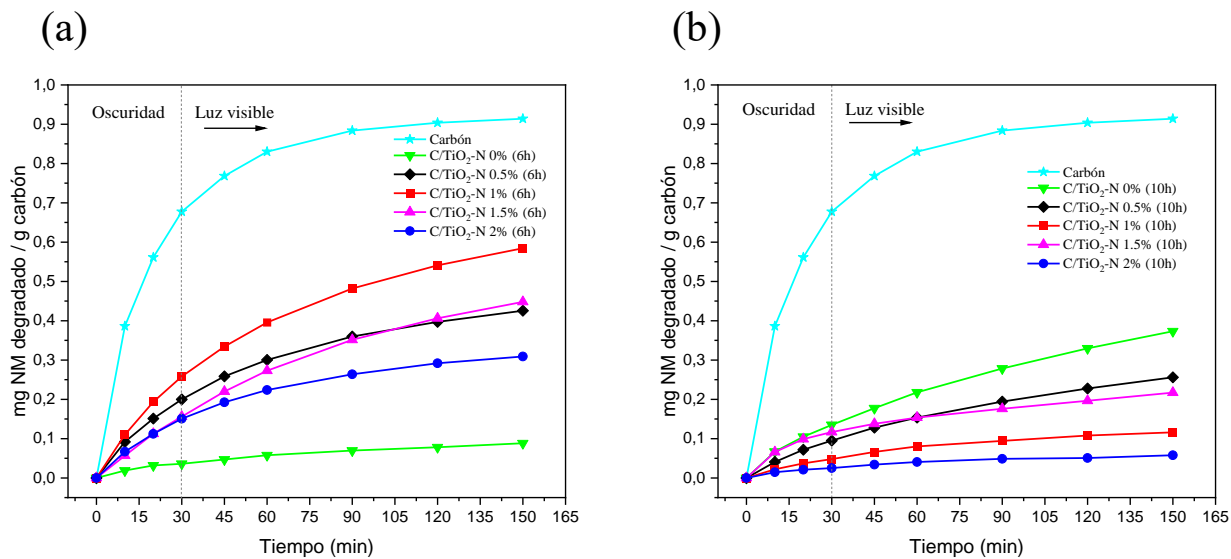 (a)
1,0
0,9
0,8
0,7
0,6
0,5
0,4
0,3
0,2
0,1
0,0
mg NM degradado / g carbón
Oscuridad
Luz visible
Carbón
C/TiO₂-N 0% (6h)
C/TiO₂-N 0.5% (6h)
C/TiO₂-N 1% (6h)
C/TiO₂-N 1.5% (6h)
C/TiO₂-N 2% (6h)
0 15 30 45 60 75 90 105 120 135 150 165
Tiempo (min)
(b)
1,0
0,9
0,8
0,7
0,6
0,5
0,4
0,3
0,2
0,1
0,0
mg NM degradado / g carbón
Oscuridad
Luz visible
Carbón
C/TiO₂-N 0% (10h)
C/TiO₂-N 0.5% (10h)
C/TiO₂-N 1% (10h)
C/TiO₂-N 1.5% (10h)
C/TiO₂-N 2% (10h)
0 15 30 45 60 75 90 105 120 135 150 165
Tiempo (min)